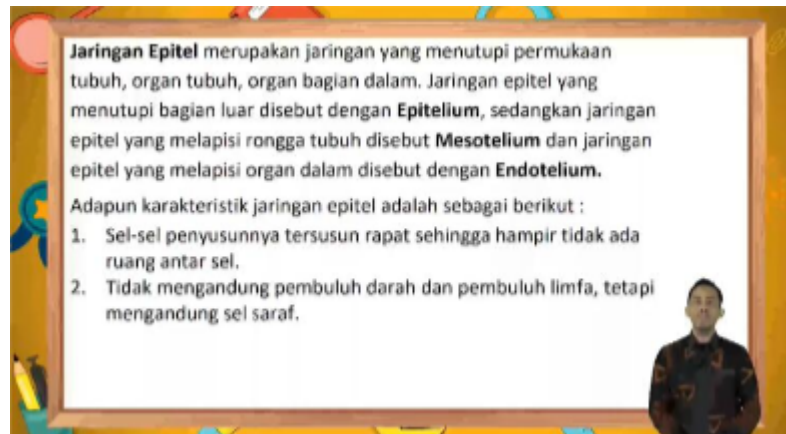 Jaringan Epitel merupakan jaringan yang menutupi permukaan
tubuh, organ tubuh, organ bagian dalam. Jaringan epitel yang
menutupi bagian luar disebut dengan Epitelium, sedangkan jaringan
epitel yang melapisi rongga tubuh disebut Mesotelium dan jaringan
epitel yang melapisi organ dalam disebut dengan Endotelium.
Adapun karakteristik jaringan epitel adalah sebagai berikut :
1. Sel-sel penyusunnya tersusun rapat sehingga hampir tidak ada
ruang antar sel.
2. Tidak mengandung pembuluh darah dan pembuluh limfa, tetapi
mengandung sel saraf.